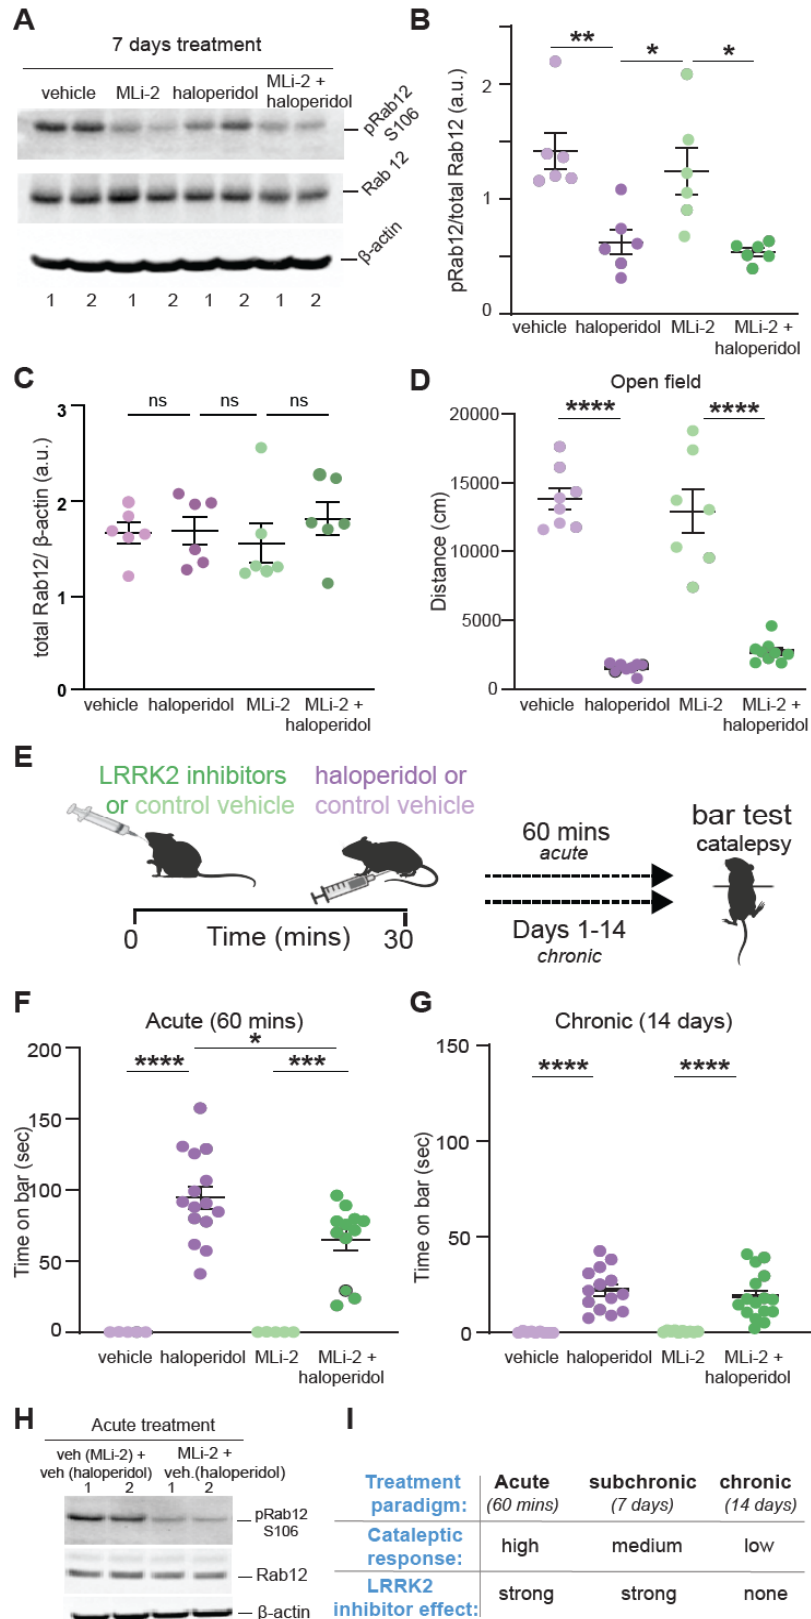 A
7 days treatment
vehicle MLi-2 haloperidol MLi-2 +
haloperidol
pRab12
S106
Rab 12
β-actin
1 2 1 2 1 2 1 2
B
pRab12/total Rab12 (a.u.)
** * *
2
1
0
vehicle haloperidol MLi-2 MLi-2 +
haloperidol
C
total Rab12/ β-actin (a.u.)
ns ns ns
3
2
1
0
vehicle haloperidol MLi-2 MLi-2 +
haloperidol
D
Open field
Distance (cm)
**** ****
20000
15000
10000
5000
0
vehicle haloperidol MLi-2 MLi-2 +
haloperidol
E
LRRK2 inhibitors
or control vehicle
haloperidol or
control vehicle
0 Time (mins) 30
60 mins
acute
Days 1-14
chronic
bar test
catalepsy
F
Acute (60 mins)
Time on bar (sec)
*
**** ***
200
150
100
50
0
vehicle haloperidol MLi-2 MLi-2 +
haloperidol
G
Chronic (14 days)
Time on bar (sec)
**** ****
150
100
50
0
vehicle haloperidol MLi-2 MLi-2 +
haloperidol
H
Acute treatment
veh (MLi-2) +
veh (haloperidol)
MLi-2 +
veh.(haloperidol)
1 2 1 2
pRab12
S106
Rab12
β-actin
I
Treatment
paradigm:
Acute
(60 mins)
subchronic
(7 days)
chronic
(14 days)
Cataleptic
response:
high medium low
LRRK2
inhibitor effect:
strong strong none